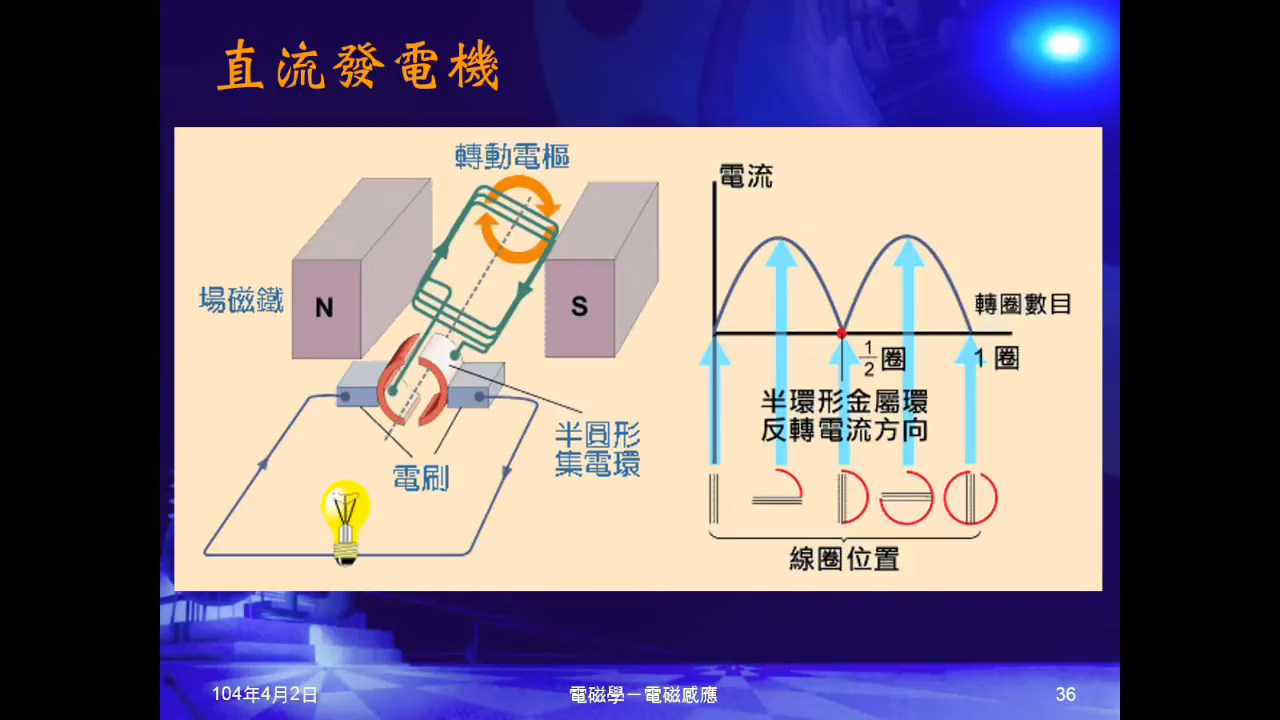 直流發電機
轉動電樞
場磁鐵
N
S
電刷
半圓形
集電環
電流
轉圈數目
1/2 圈
1 圈
半環形金屬環
反轉電流方向
線圈位置
104年4月2日
電磁學－電磁感應
36